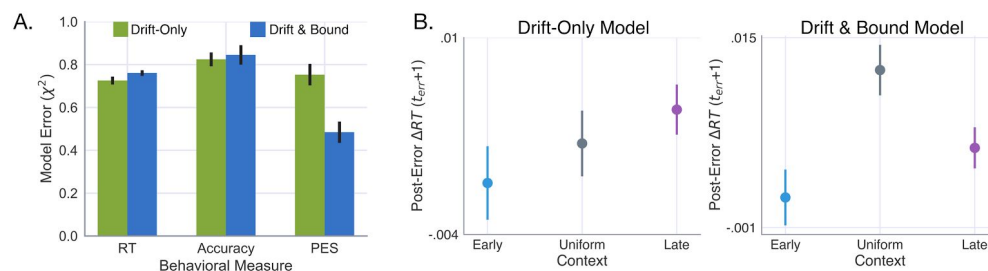 A.
Drift-Only
Drift & Bound
Model Error (χ²)
1.0
0.8
0.6
0.4
0.2
0.0
RT
Accuracy
PES
Behavioral Measure
B.
Drift-Only Model
Post-Error ΔRT (t_err+1)
.01
-.004
Early
Uniform
Late
Context
Drift & Bound Model
Post-Error ΔRT (t_err+1)
.015
-.001
Early
Uniform
Late
Context